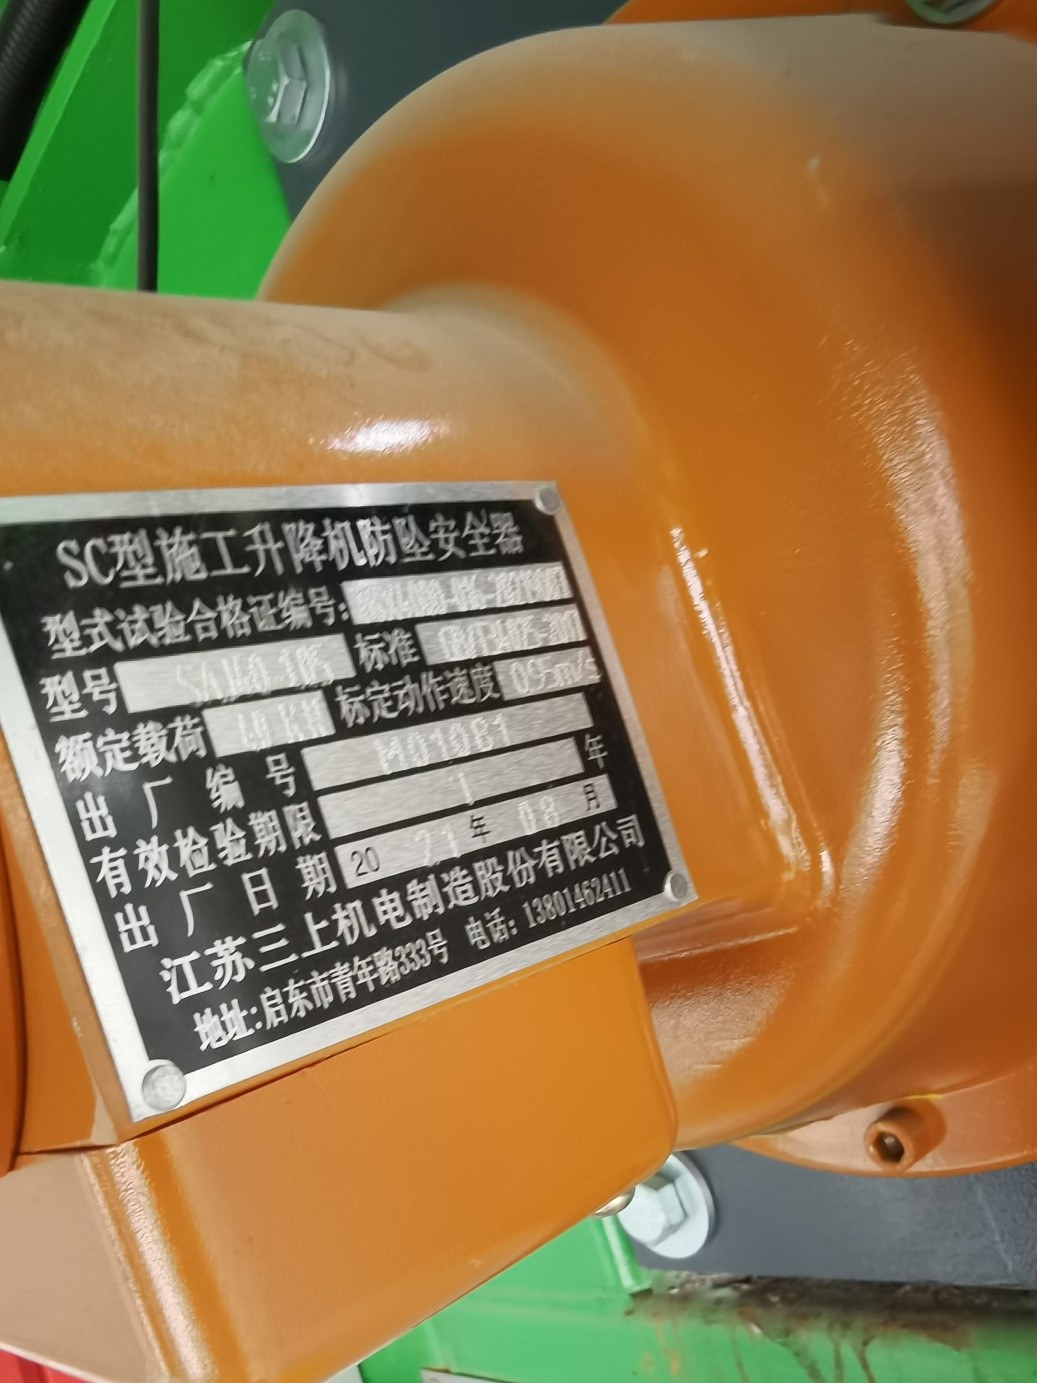 SC型施工升降机防坠安全器
型式试验合格证编号:
型号 标准
额定载荷 40 KN 标定动作速度 0.95m/s
出厂编号
有效检验期限 1 年
出厂日期 2021年08月
江苏三上机电制造股份有限公司
地址:启东市青年路333号 电话:13801462411